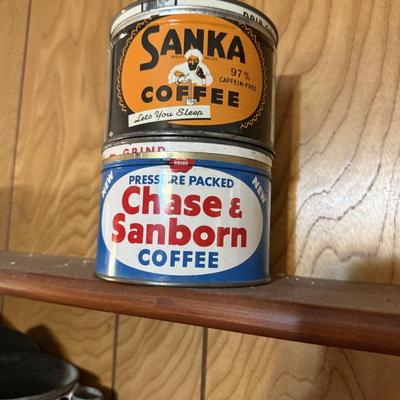 SANKA
97%
CAFFEIN-FREE
COFFEE
Lets You Sleep
GRIND
NEW
PRESSURE PACKED
NEW
Chase &
Sanborn
COFFEE